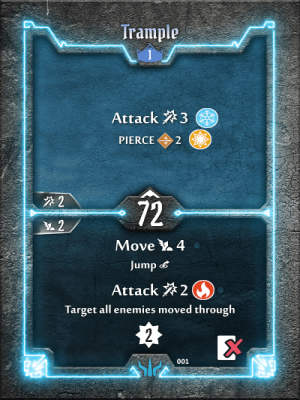 Trample
1
Attack 3
PIERCE 2
2
72
2
Move 4
Jump
Attack 2
Target all enemies moved through
2
001